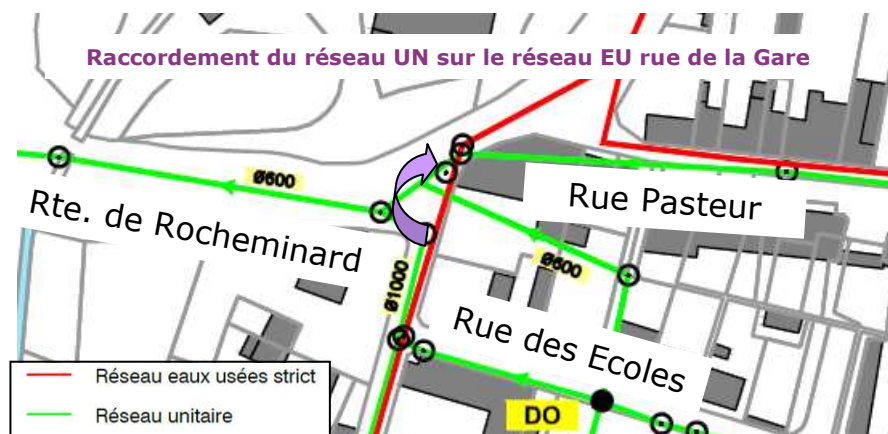 Raccordement du réseau UN sur le réseau EU rue de la Gare
Ø600
Rte. de Rocheminard
Rue Pasteur
Ø600
Ø1000
Rue des Ecoles
Réseau eaux usées strict
Réseau unitaire
DO